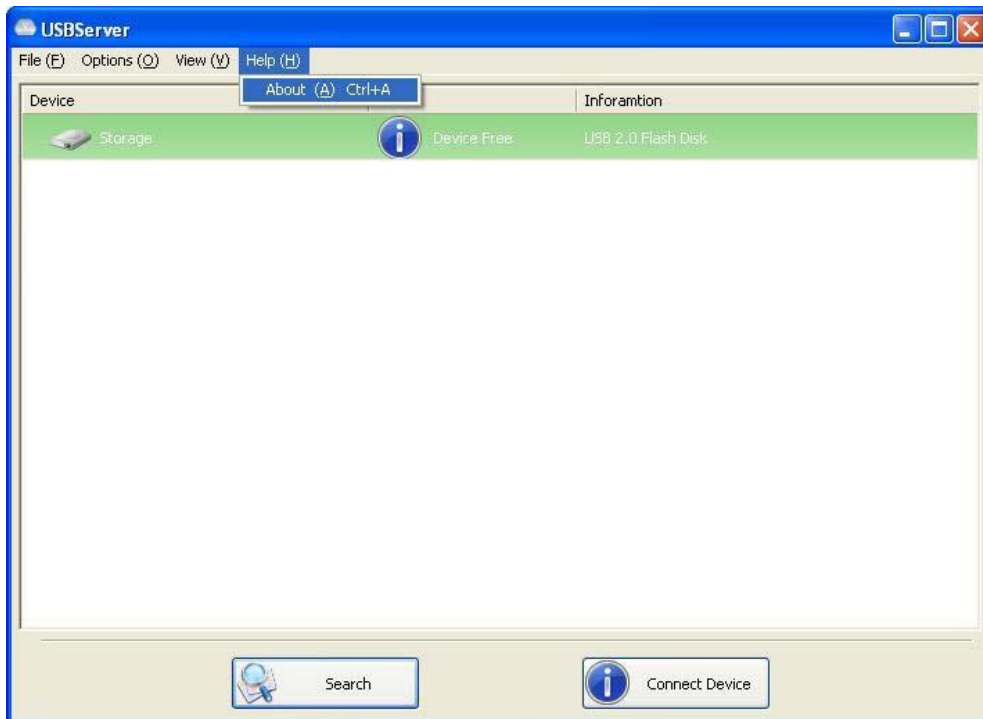 USBServer
File (F) Options (O) View (V) Help (H)
About (A) Ctrl+A
Device Inforamtion
Storage Device Free USB 2.0 Flash Disk
Search Connect Device